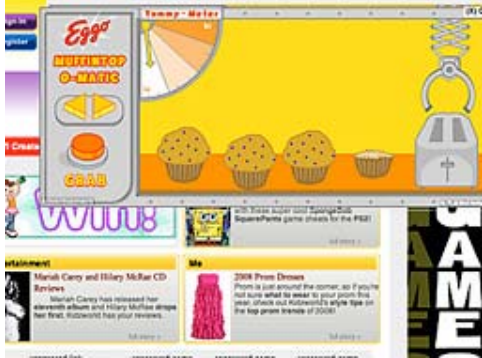 Sign In
Register
(X) C
Yummy-Meter
Eggo
MUFFINTOP
O-MATIC
GRAB
Win!
with these super cool SpongeBob
SquarePants game cheats for the PS2!
full story >
GAME
GAME
Me
Mariah Carey and Hilary McRae CD
Reviews
Mariah Carey has released her
eleventh album and Hilary McRae drops
her first. Kidzworld has your reviews.
full story >
2008 Prom Dresses
Prom is just around the corner, so if you're
not sure what to wear to your prom this
year, check out Kidzworld's style tips on
the top prom trends of 2008!
full story >